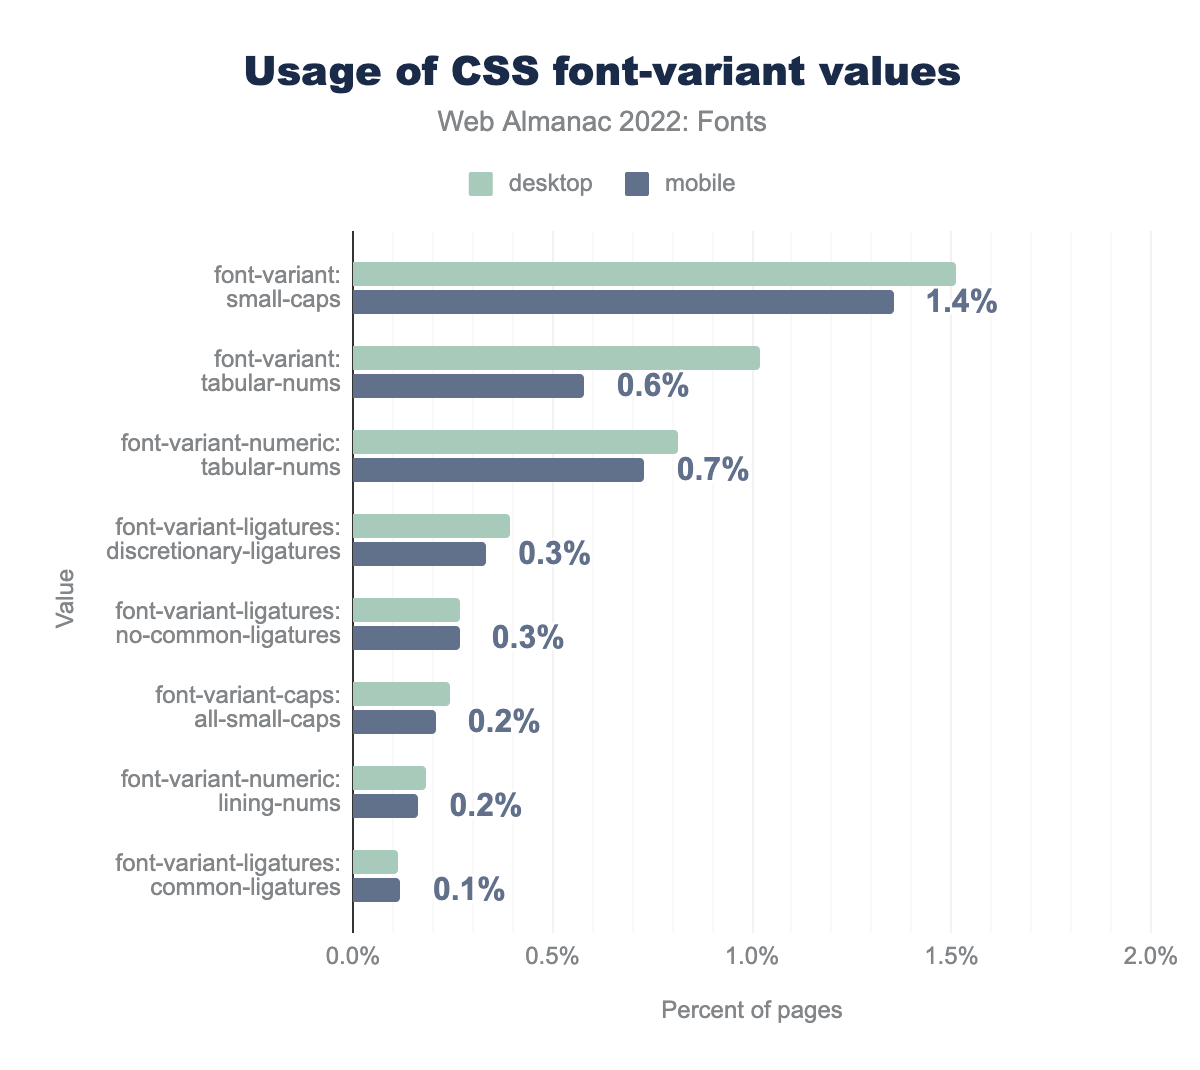 Usage of CSS font-variant values
Web Almanac 2022: Fonts
desktop
mobile
font-variant:
small-caps
1.4%
font-variant:
tabular-nums
0.6%
font-variant-numeric:
tabular-nums
0.7%
font-variant-ligatures:
discretionary-ligatures
0.3%
font-variant-ligatures:
no-common-ligatures
0.3%
font-variant-caps:
all-small-caps
0.2%
font-variant-numeric:
lining-nums
0.2%
font-variant-ligatures:
common-ligatures
0.1%
Value
0.0%
0.5%
1.0%
1.5%
2.0%
Percent of pages